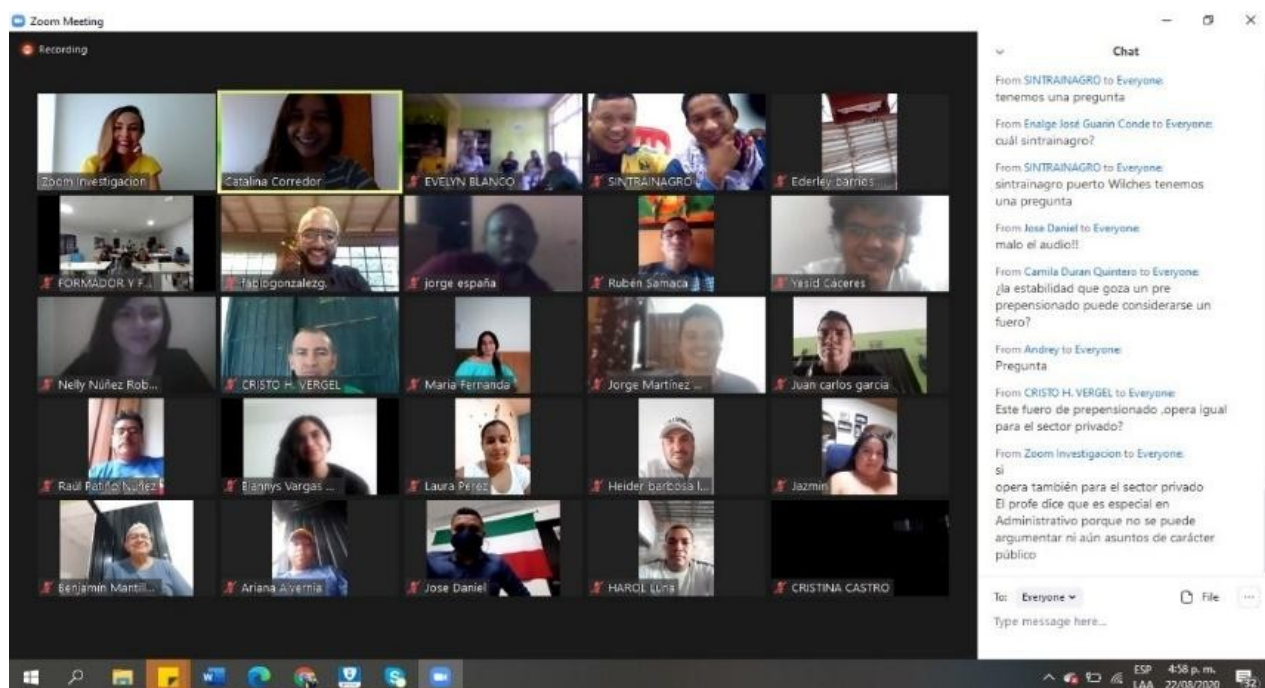 Zoom Meeting
Recording
Zoom Investigacion
Catalina Corredor
EVELYN BLANCO
SINTRAINAGRO
Ederley barrios ...
FORMADOR Y F...
fabiogonzalezg.
jorge españa
Rubén Samaca
Yesid Caceres
Nelly Núñez Rob...
CRISTO H. VERGEL
Maria Fernanda
Jorge Martinez ...
Juan carlos garcia
Raúl Patiño Nuñez
Biannys Vargas ...
Laura Perez
Heider barbosa l...
Jazmin
Benjamin Mantill...
Ariana Alvernia
Jose Daniel
HAROL Luna
CRISTINA CASTRO
Chat
From SINTRAINAGRO to Everyone:
tenemos una pregunta
From Enalge José Guarin Conde to Everyone:
cuál sintrainagro?
From SINTRAINAGRO to Everyone:
sintrainagro puerto Wilches tenemos
una pregunta
From Jose Daniel to Everyone:
malo el audio!!
From Camila Duran Quintero to Everyone:
¿la estabilidad que goza un pre
prepensionado puede considerarse un
fuero?
From Andrey to Everyone:
Pregunta
From CRISTO H. VERGEL to Everyone:
Este fuero de prepensionado ,opera igual
para el sector privado?
From Zoom Investigacion to Everyone:
si
opera también para el sector privado
El profe dice que es especial en
Administrativo porque no se puede
argumentar ni aún asuntos de carácter
público
To: Everyone
File
Type message here...
ESP
LAA
4:58 p. m.
22/08/2020
32